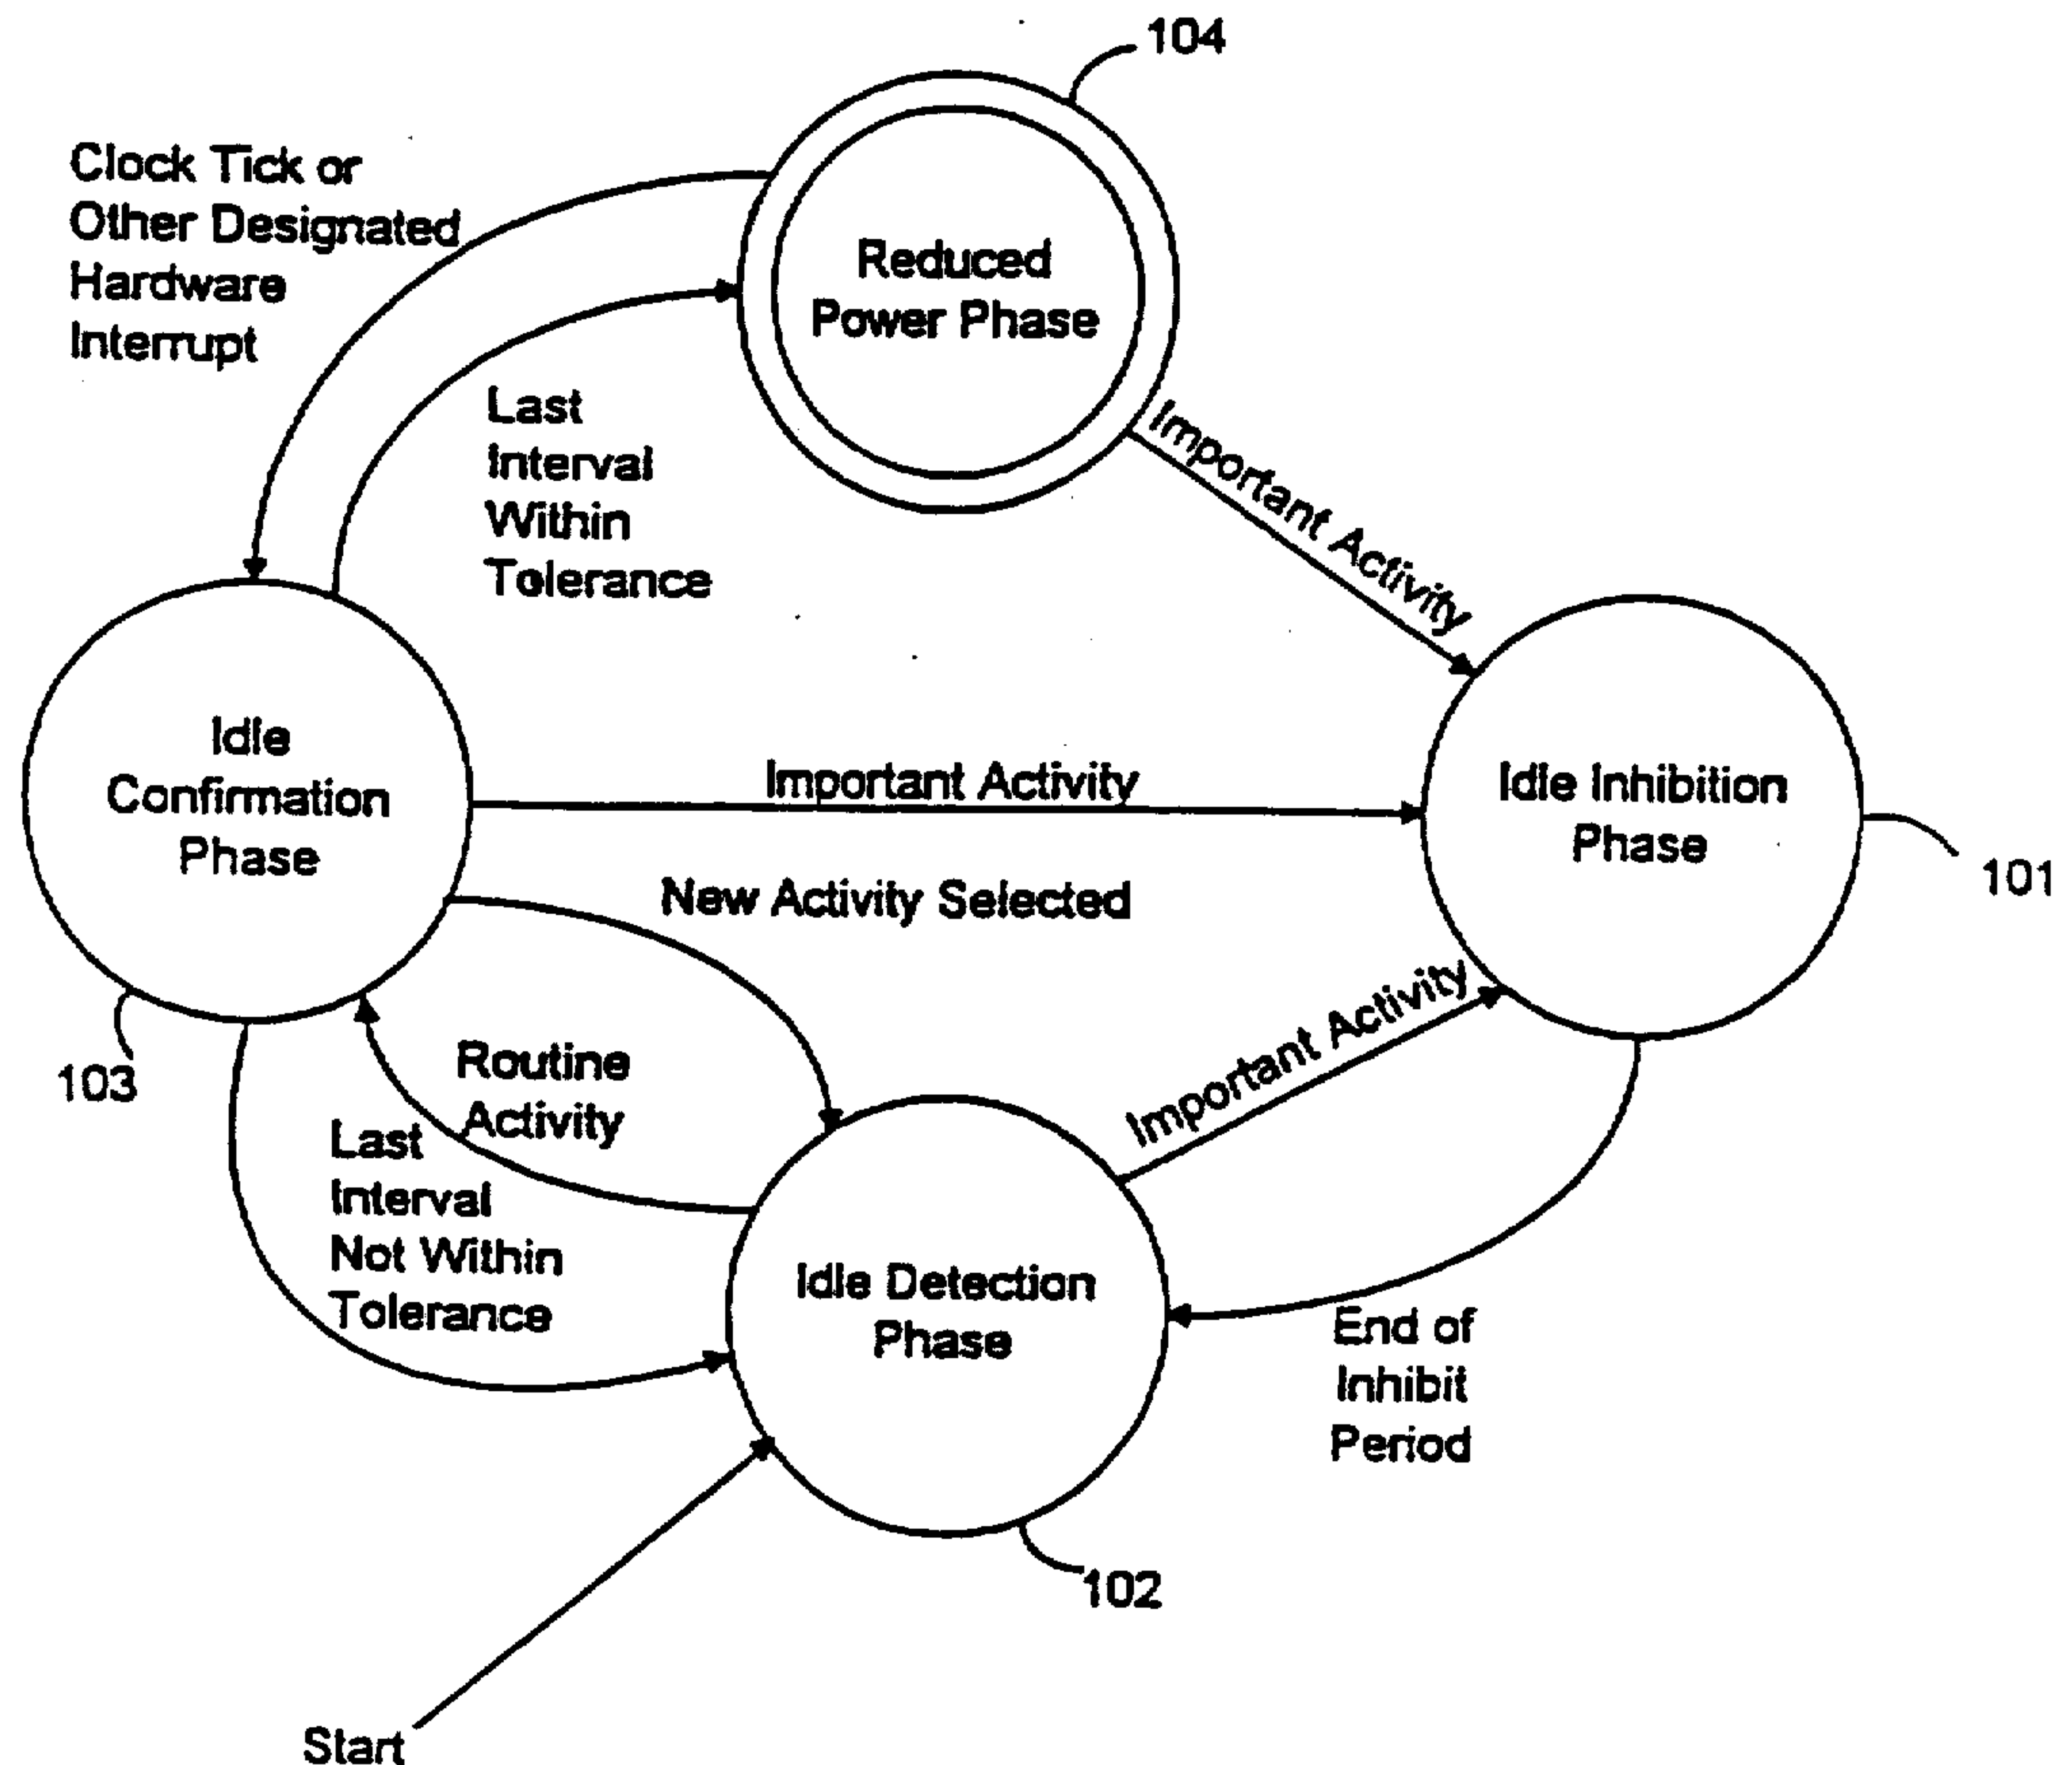 104
Clock Tick or
Other Designated
Hardware
Interrupt
Reduced
Power Phase
Last
Interval
Within
Tolerance
Important Activity
Idle
Confirmation
Phase
Important Activity
Idle Inhibition
Phase
101
New Activity Selected
103
Routine
Activity
Important Activity
Last
Interval
Not Within
Tolerance
Idle Detection
Phase
End of
Inhibit
Period
102
Start